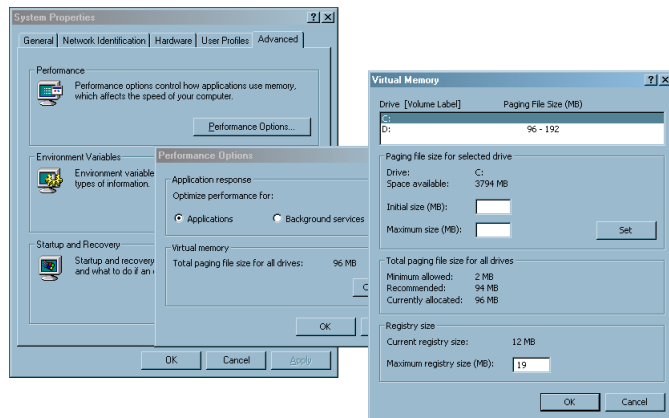 System Properties
General
Network Identification
Hardware
User Profiles
Advanced
Performance
Performance options control how applications use memory,
which affects the speed of your computer.
Performance Options...
Environment Variables
Environment variable
types of information.
Startup and Recovery
Startup and recovery
and what to do if an
OK
Cancel
Apply
Performance Options
Application response
Optimize performance for:
Applications
Background services
Virtual memory
Total paging file size for all drives:
96 MB
OK
Virtual Memory
Drive [Volume Label]
Paging File Size (MB)
C:
D:
96 - 192
Paging file size for selected drive
Drive:
C:
Space available:
3794 MB
Initial size (MB):
Maximum size (MB):
Set
Total paging file size for all drives
Minimum allowed:
2 MB
Recommended:
94 MB
Currently allocated:
96 MB
Registry size
Current registry size:
12 MB
Maximum registry size (MB):
19
OK
Cancel